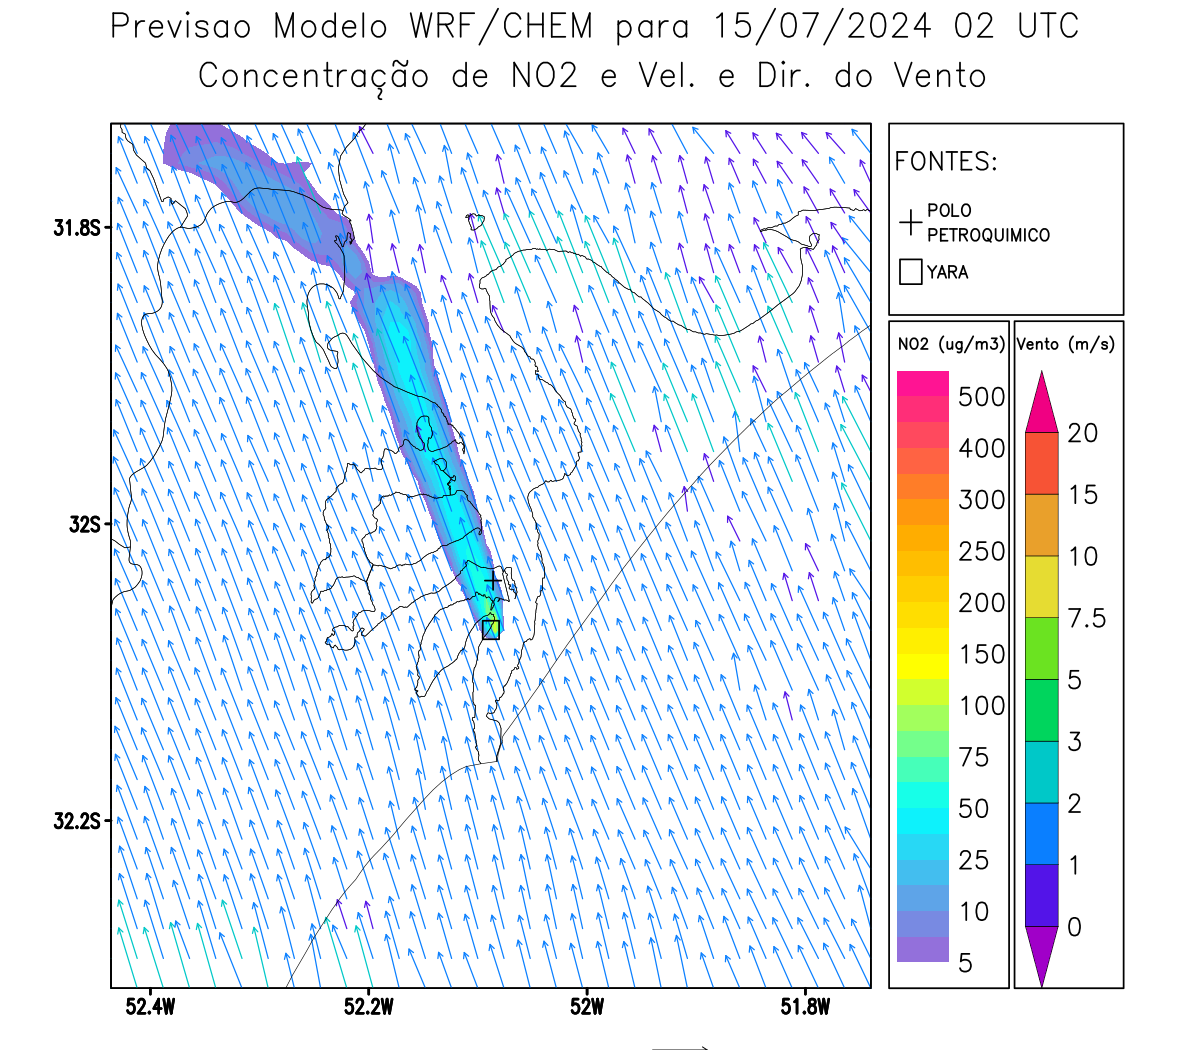 Previsao Modelo WRF/CHEM para 15/07/2024 02 UTC
Concentração de NO2 e Vel. e Dir. do Vento
FONTES:
POLO
PETROQUIMICO
YARA
NO2 (ug/m3)
500
400
300
250
200
150
100
75
50
25
10
5
Vento (m/s)
20
15
10
7.5
5
3
2
1
0
31.8S
32S
32.2S
52.4W
52.2W
52W
51.8W